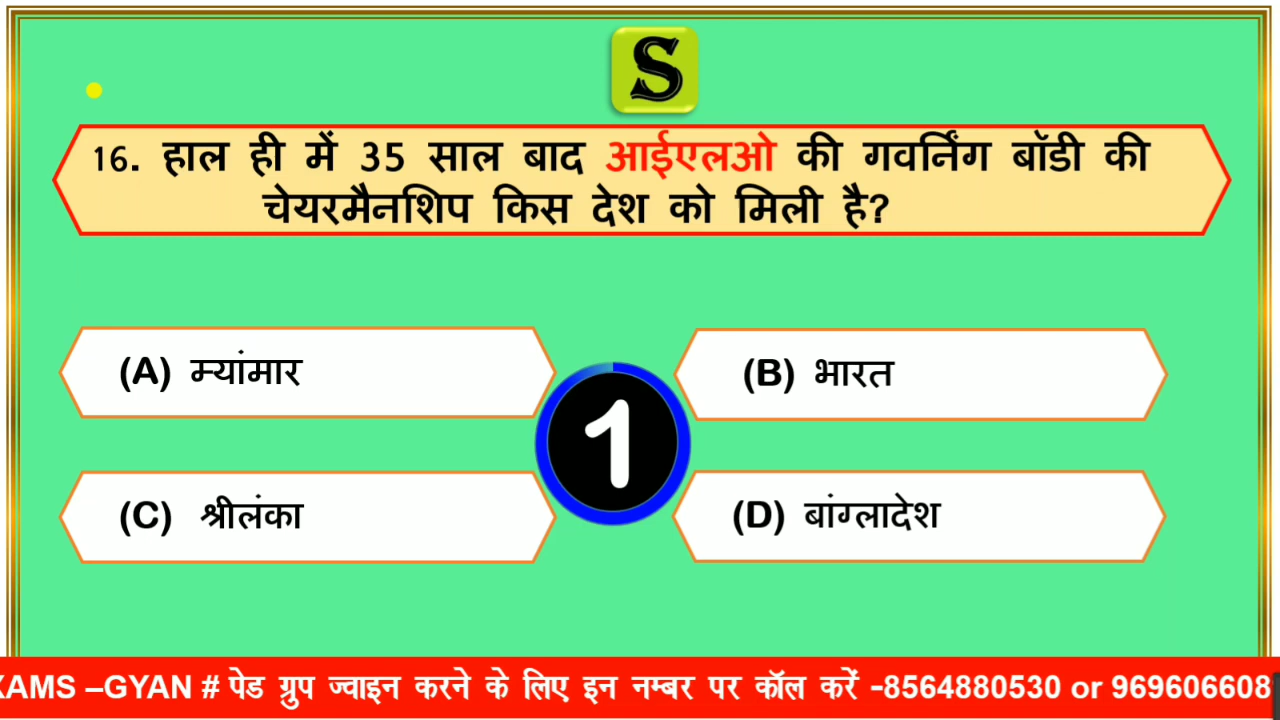 S
16. हाल ही में 35 साल बाद आईएलओ की गवर्निंग बॉडी की
चेयरमैनशिप किस देश को मिली है?
(A) म्यांमार
(B) भारत
1
(C) श्रीलंका
(D) बांग्लादेश
XAMS –GYAN # पेड ग्रुप ज्वाइन करने के लिए इन नम्बर पर कॉल करें -8564880530 or 969606608